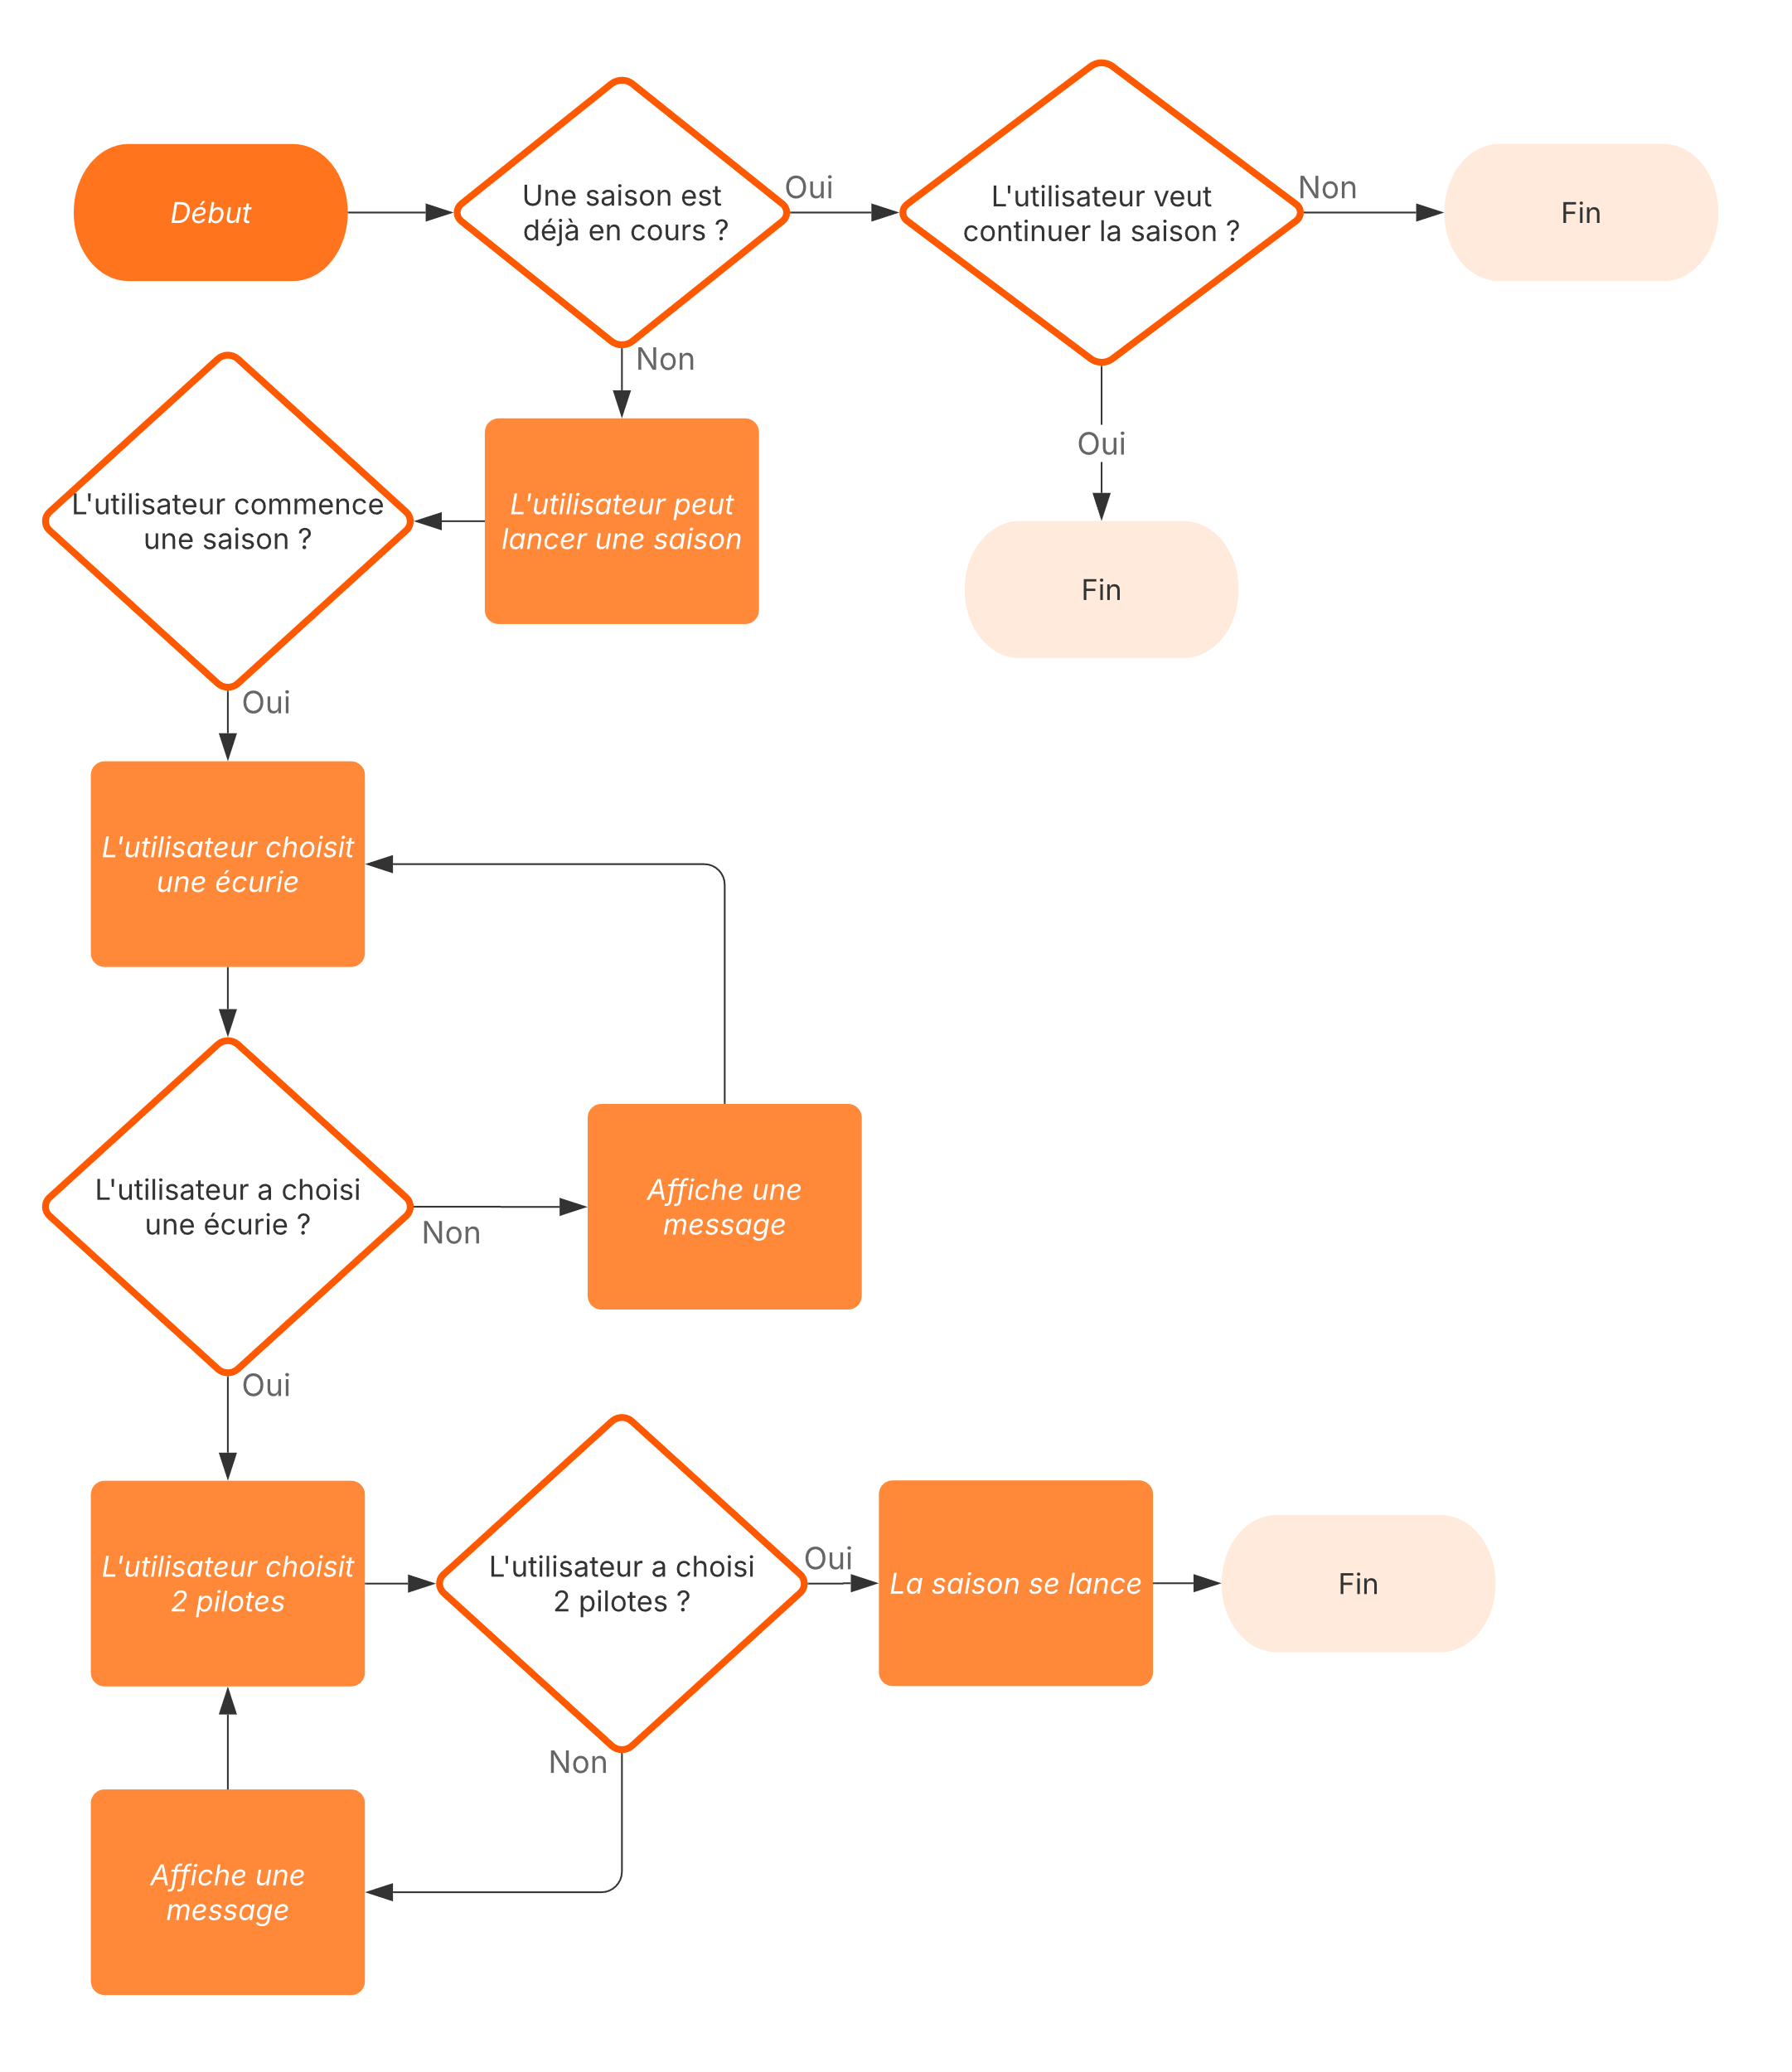 Début
Une saison est
déjà en cours ?
Oui
L'utilisateur veut
continuer la saison ?
Non
Fin
Non
Oui
Fin
L'utilisateur peut
lancer une saison
L'utilisateur commence
une saison ?
Oui
L'utilisateur choisit
une écurie
L'utilisateur a choisi
une écurie ?
Non
Affiche une
message
Oui
L'utilisateur choisit
2 pilotes
L'utilisateur a choisi
2 pilotes ?
Oui
La saison se lance
Fin
Non
Affiche une
message